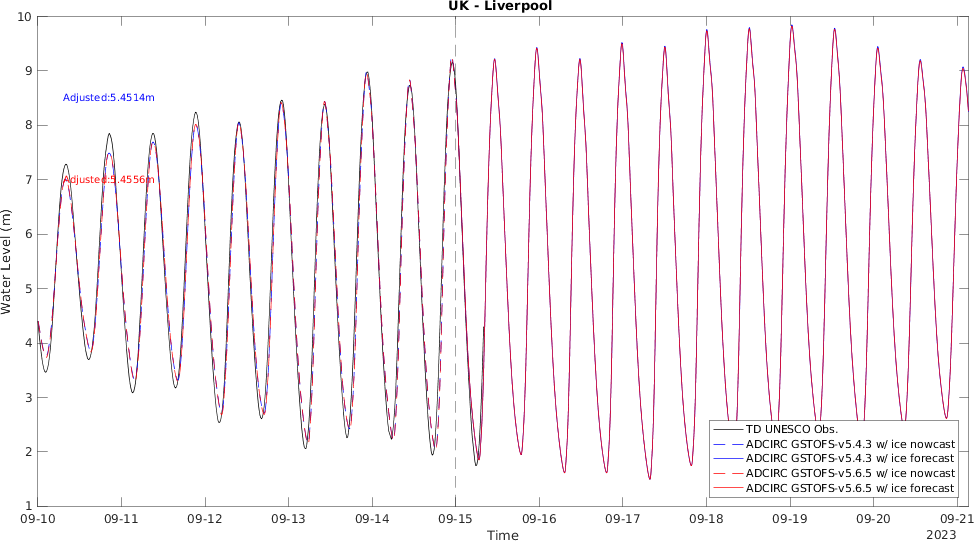 UK - Liverpool
10
9
8
7
6
5
4
3
2
1
Water Level (m)
Adjusted:5.4514m
Adjusted:5.4556m
TD UNESCO Obs.
ADCIRC GSTOFS-v5.4.3 w/ ice nowcast
ADCIRC GSTOFS-v5.4.3 w/ ice forecast
ADCIRC GSTOFS-v5.6.5 w/ ice nowcast
ADCIRC GSTOFS-v5.6.5 w/ ice forecast
09-10 09-11 09-12 09-13 09-14 09-15 09-16 09-17 09-18 09-19 09-20 09-21
Time
2023